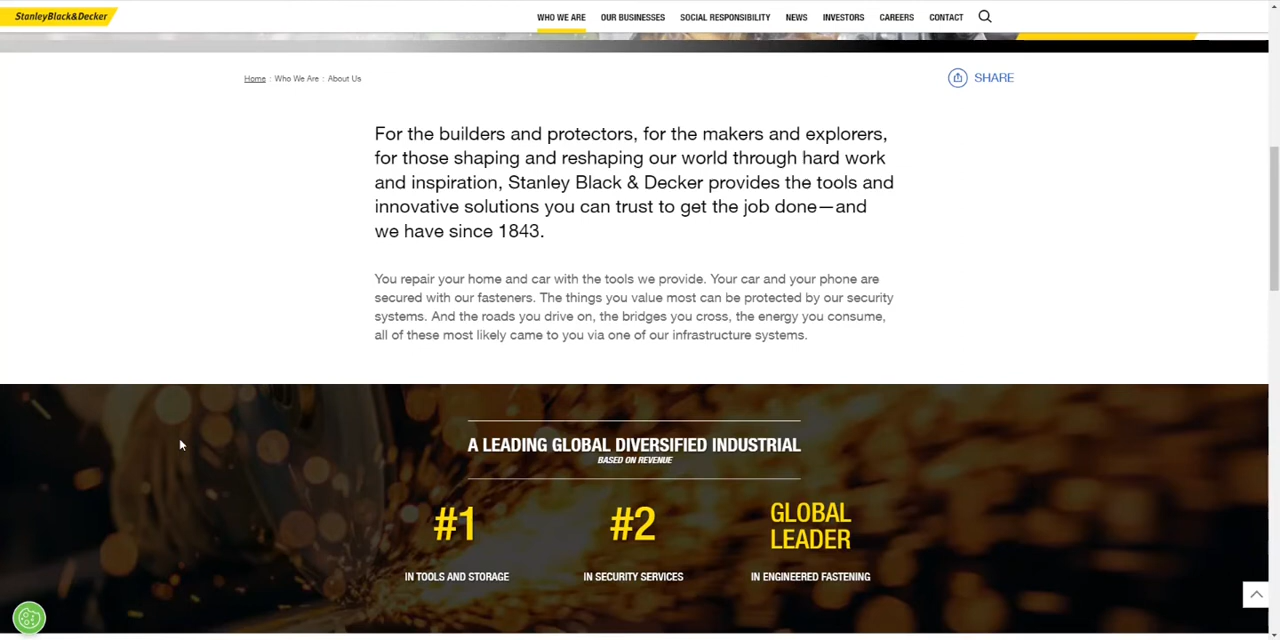 StanleyBlack&Decker
WHO WE ARE OUR BUSINESSES SOCIAL RESPONSIBILITY NEWS INVESTORS CAREERS CONTACT
Home : Who We Are : About Us
SHARE
For the builders and protectors, for the makers and explorers,
for those shaping and reshaping our world through hard work
and inspiration, Stanley Black & Decker provides the tools and
innovative solutions you can trust to get the job done—and
we have since 1843.
You repair your home and car with the tools we provide. Your car and your phone are
secured with our fasteners. The things you value most can be protected by our security
systems. And the roads you drive on, the bridges you cross, the energy you consume,
all of these most likely came to you via one of our infrastructure systems.
A LEADING GLOBAL DIVERSIFIED INDUSTRIAL
BASED ON REVENUE
#1
IN TOOLS AND STORAGE
#2
IN SECURITY SERVICES
GLOBAL
LEADER
IN ENGINEERED FASTENING